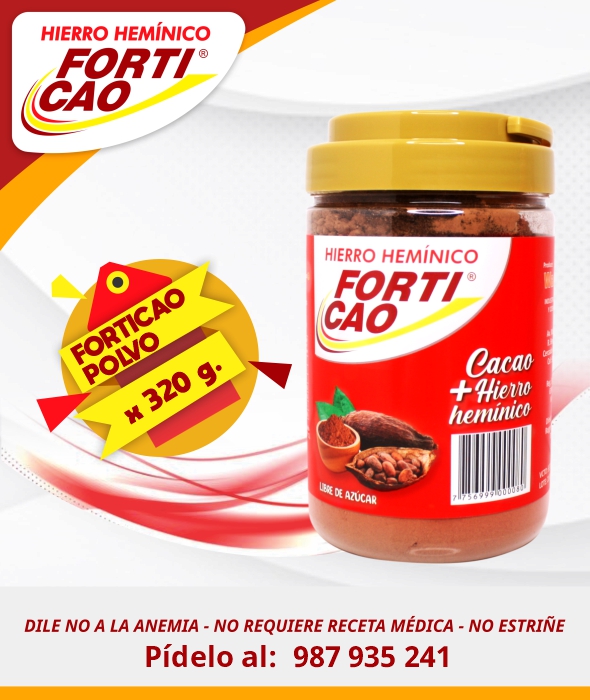 HIERRO HEMÍNICO
FORTI®
CAO
HIERRO HEMÍNICO
FORTI®
CAO
FORTICAO
POLVO
x 320 g.
Cacao
+ Hierro
hemínico
LIBRE DE AZÚCAR
DILE NO A LA ANEMIA - NO REQUIERE RECETA MÉDICA - NO ESTRIÑE
Pídelo al: 987 935 241